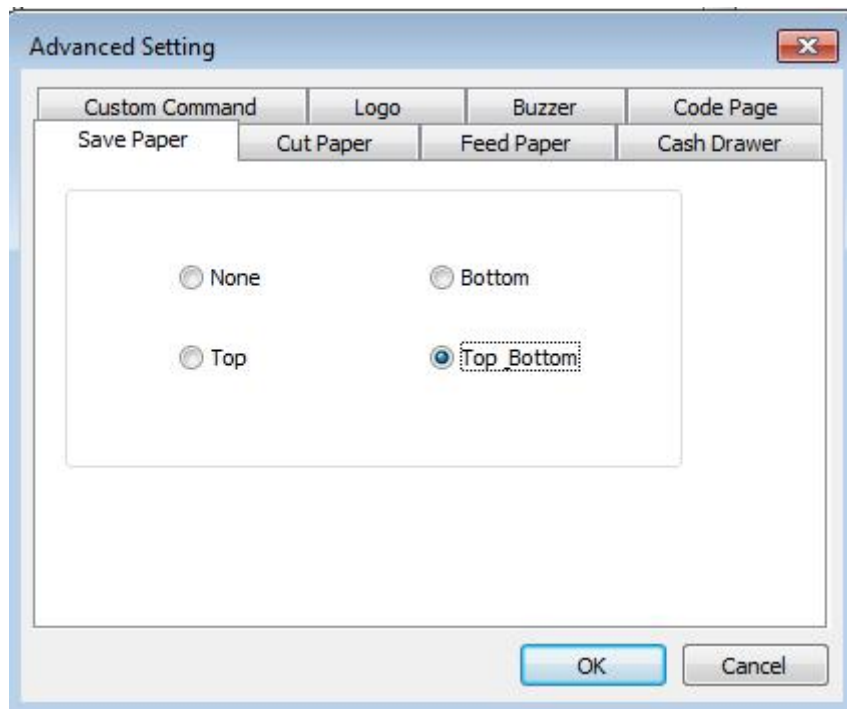 Advanced Setting
Custom Command Logo Buzzer Code Page
Save Paper Cut Paper Feed Paper Cash Drawer
None Bottom
Top Top_Bottom
OK Cancel